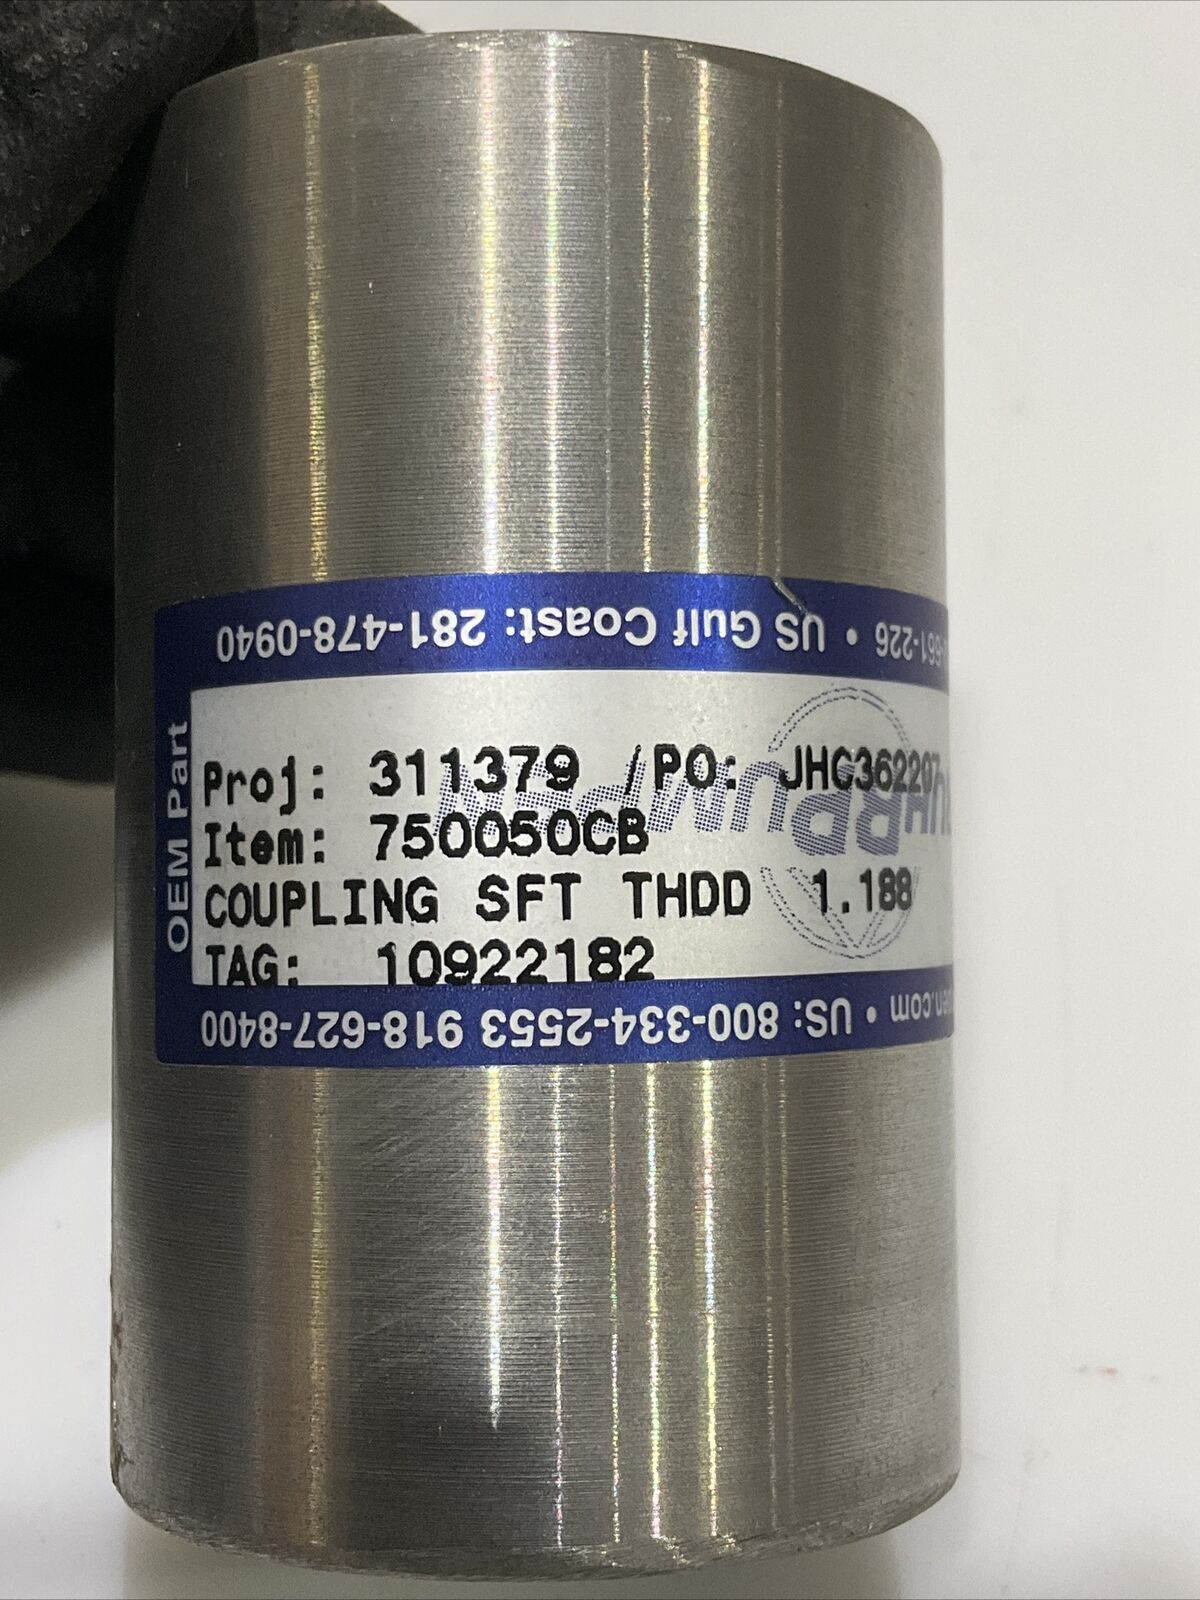 US Gulf Coast: 281-478-0940
OEM Part
Proj: 311379 /PO: JHC362207
Item: 750050CB
COUPLING SFT THDD 1.188
TAG: 10922182
US: 800-334-2553 918-627-8400